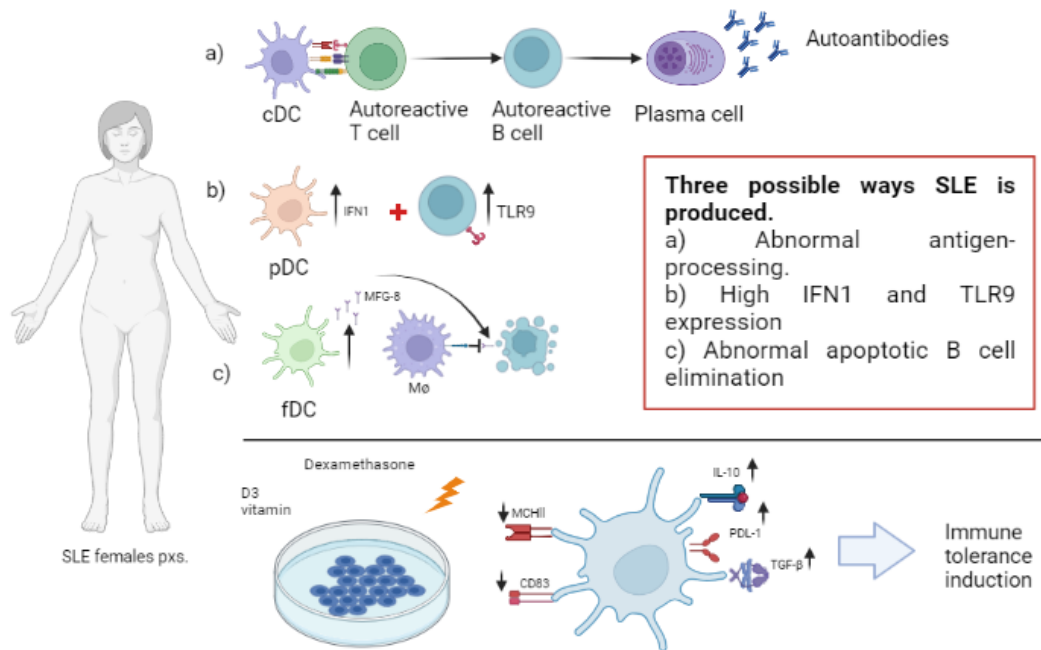 a)
cDC
Autoreactive
T cell
Autoreactive
B cell
Plasma cell
Autoantibodies
b)
IFN1
TLR9
pDC
MFG-8
c)
fDC
Mø
Three possible ways SLE is
produced.
a) Abnormal antigen-
processing.
b) High IFN1 and TLR9
expression
c) Abnormal apoptotic B cell
elimination
SLE females pxs.
Dexamethasone
D3
vitamin
MCHII
CD83
IL-10
PDL-1
TGF-β
Immune
tolerance
induction